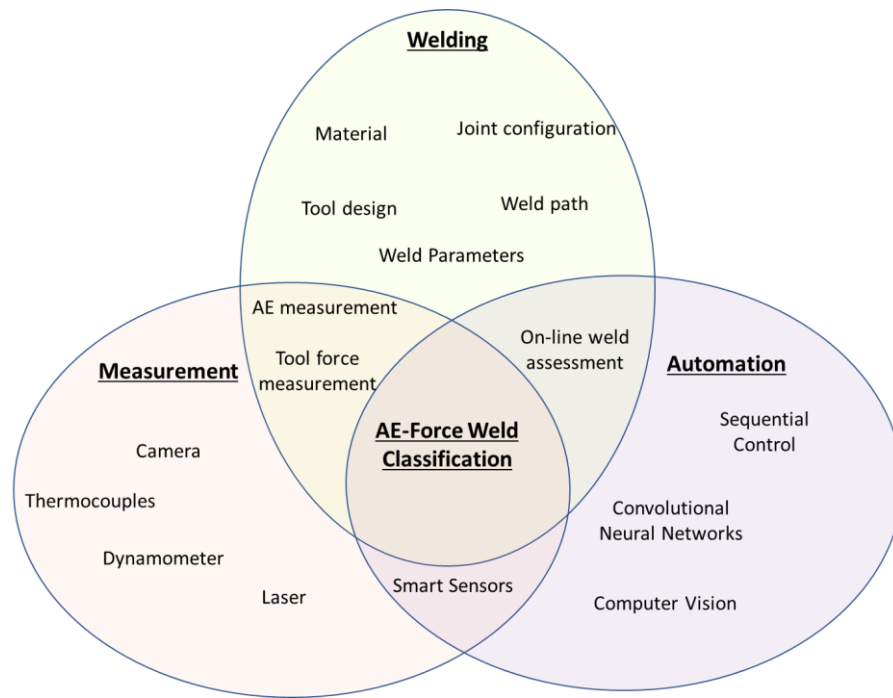 Welding
Material
Joint configuration
Tool design
Weld path
Weld Parameters
AE measurement
Tool force
measurement
On-line weld
assessment
Measurement
Automation
AE-Force Weld
Classification
Camera
Thermocouples
Dynamometer
Laser
Smart Sensors
Sequential
Control
Convolutional
Neural Networks
Computer Vision